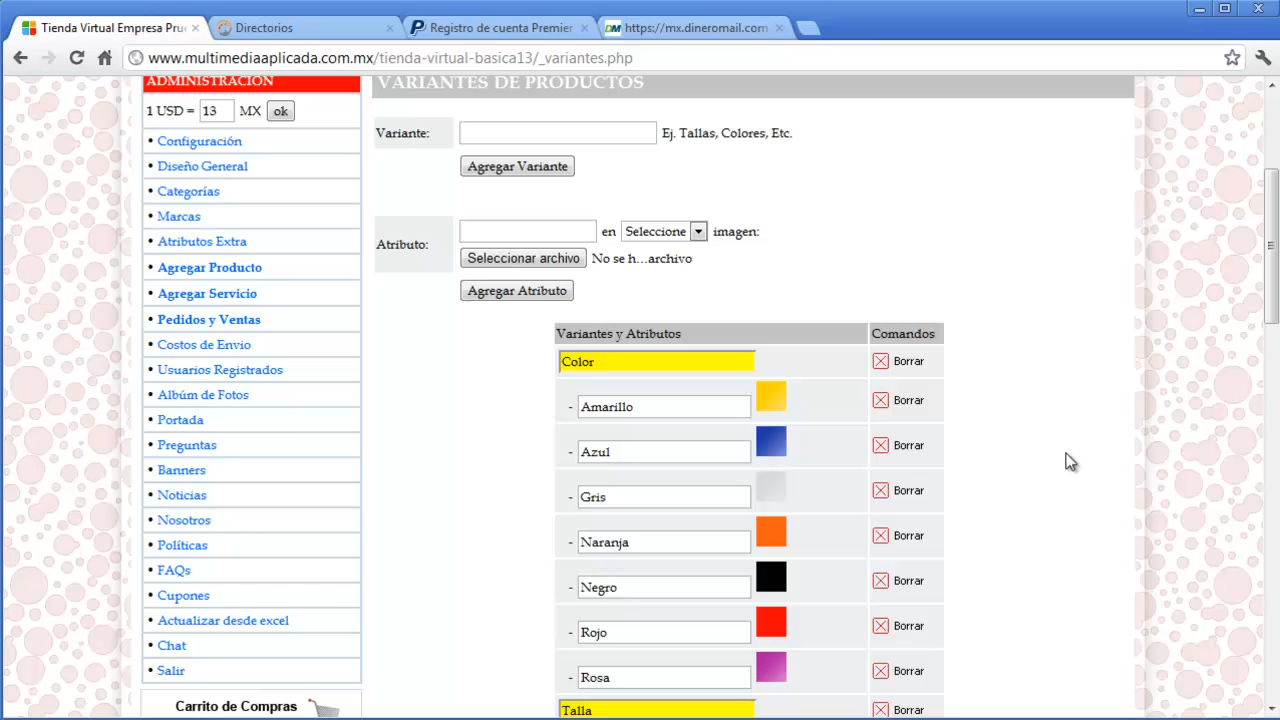 Tienda Virtual Empresa Pru
Directorios
Registro de cuenta Premier
DM https://mx.dineromail.com
www.multimediaaplicada.com.mx/tienda-virtual-basica13/_variantes.php
ADMINISTRACIÓN
1 USD = 13 MX ok
• Configuración
• Diseño General
• Categorías
• Marcas
• Atributos Extra
• Agregar Producto
• Agregar Servicio
• Pedidos y Ventas
• Costos de Envio
• Usuarios Registrados
• Albúm de Fotos
• Portada
• Preguntas
• Banners
• Noticias
• Nosotros
• Políticas
• FAQs
• Cupones
• Actualizar desde excel
• Chat
• Salir
Carrito de Compras
VARIANTES DE PRODUCTOS
Variante: Ej. Tallas, Colores, Etc.
Agregar Variante
Atributo: en Seleccione imagen:
Seleccionar archivo No se h...archivo
Agregar Atributo
Variantes y Atributos Comandos
Color Borrar
- Amarillo Borrar
- Azul Borrar
- Gris Borrar
- Naranja Borrar
- Negro Borrar
- Rojo Borrar
- Rosa Borrar
Talla Borrar